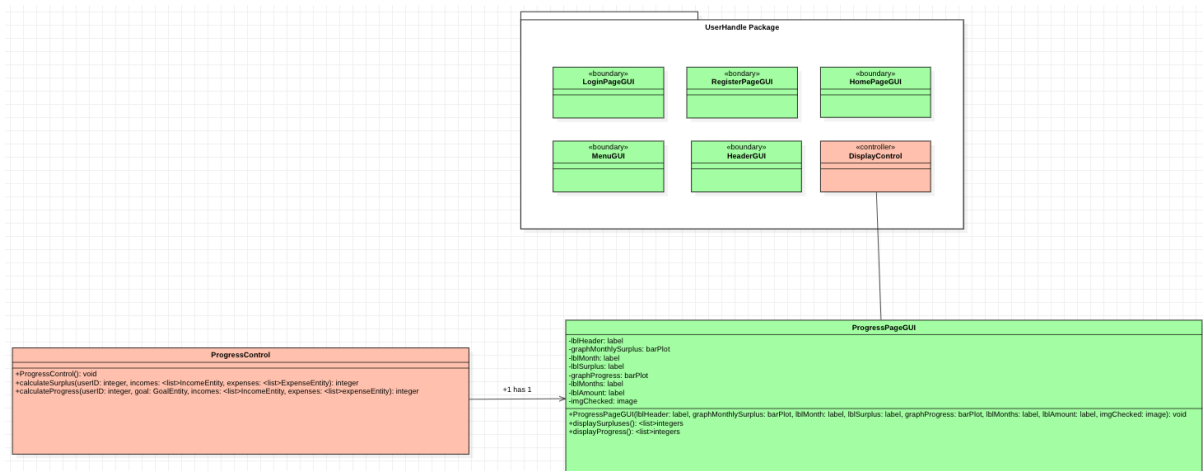 UserHandle Package
«boundary»
LoginPageGUI
«bondary»
RegisterPageGUI
«boundary»
HomePageGUI
«boundary»
MenuGUI
«boundary»
HeaderGUI
«controller»
DisplayControl
ProgressControl
+ProgressControl(): void
+calculateSurplus(userID: integer, incomes: <list>IncomeEntity, expenses: <list>ExpenseEntity): integer
+calculateProgress(userID: integer, goal: GoalEntity, incomes: <list>IncomeEntity, expenses: <list>expenseEntity): integer
+1 has 1
ProgressPageGUI
-lblHeader: label
-graphMonthlySurplus: barPlot
-lblMonth: label
-lblSurplus: label
-graphProgress: barPlot
-lblMonths: label
-lblAmount: label
-imgChecked: image
+ProgressPageGUI(lblHeader: label, graphMonthlySurplus: barPlot, lblMonth: label, lblSurplus: label, graphProgress: barPlot, lblMonths: label, lblAmount: label, imgChecked: image): void
+displaySurpluses(): <list>integers
+displayProgress(): <list>integers